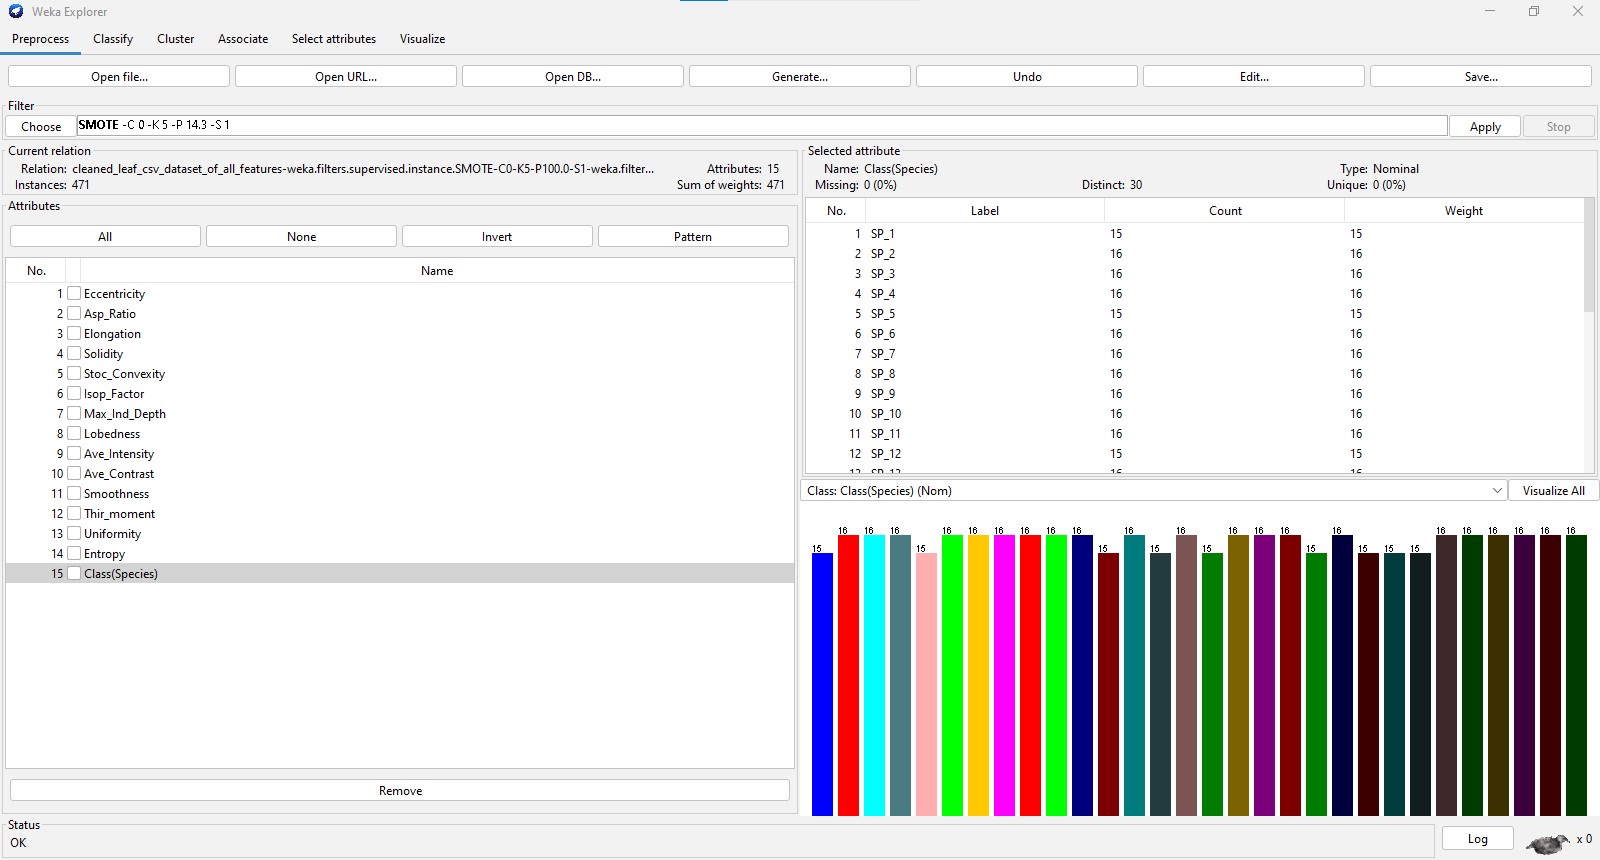 Weka Explorer
Preprocess Classify Cluster Associate Select attributes Visualize
Open file... Open URL... Open DB... Generate... Undo Edit... Save...
Filter
Choose SMOTE -C 0 -K 5 -P 14.3 -S 1 Apply Stop
Current relation
Relation: cleaned_leaf_csv_dataset_of_all_features-weka.filters.supervised.instance.SMOTE-C0-K5-P100.0-S1-weka.filter... Attributes: 15
Instances: 471 Sum of weights: 471
Attributes
All None Invert Pattern
No. Name
1 Eccentricity
2 Asp_Ratio
3 Elongation
4 Solidity
5 Stoc_Convexity
6 Isop_Factor
7 Max_Ind_Depth
8 Lobedness
9 Ave_Intensity
10 Ave_Contrast
11 Smoothness
12 Thir_moment
13 Uniformity
14 Entropy
15 Class(Species)
Remove
Selected attribute
Name: Class(Species) Type: Nominal
Missing: 0 (0%) Distinct: 30 Unique: 0 (0%)
No. Label Count Weight
1 SP_1 15 15
2 SP_2 16 16
3 SP_3 16 16
4 SP_4 16 16
5 SP_5 15 15
6 SP_6 16 16
7 SP_7 16 16
8 SP_8 16 16
9 SP_9 16 16
10 SP_10 16 16
11 SP_11 16 16
12 SP_12 15 15
13 SP_13 16 16
Class: Class(Species) (Nom) Visualize All
15 16 16 16 15 16 16 16 16 16 16 15 16 15 16 15 16 16 16 15 16 15 15 15 16 16 16 16 16 16
Status
OK
Log x 0